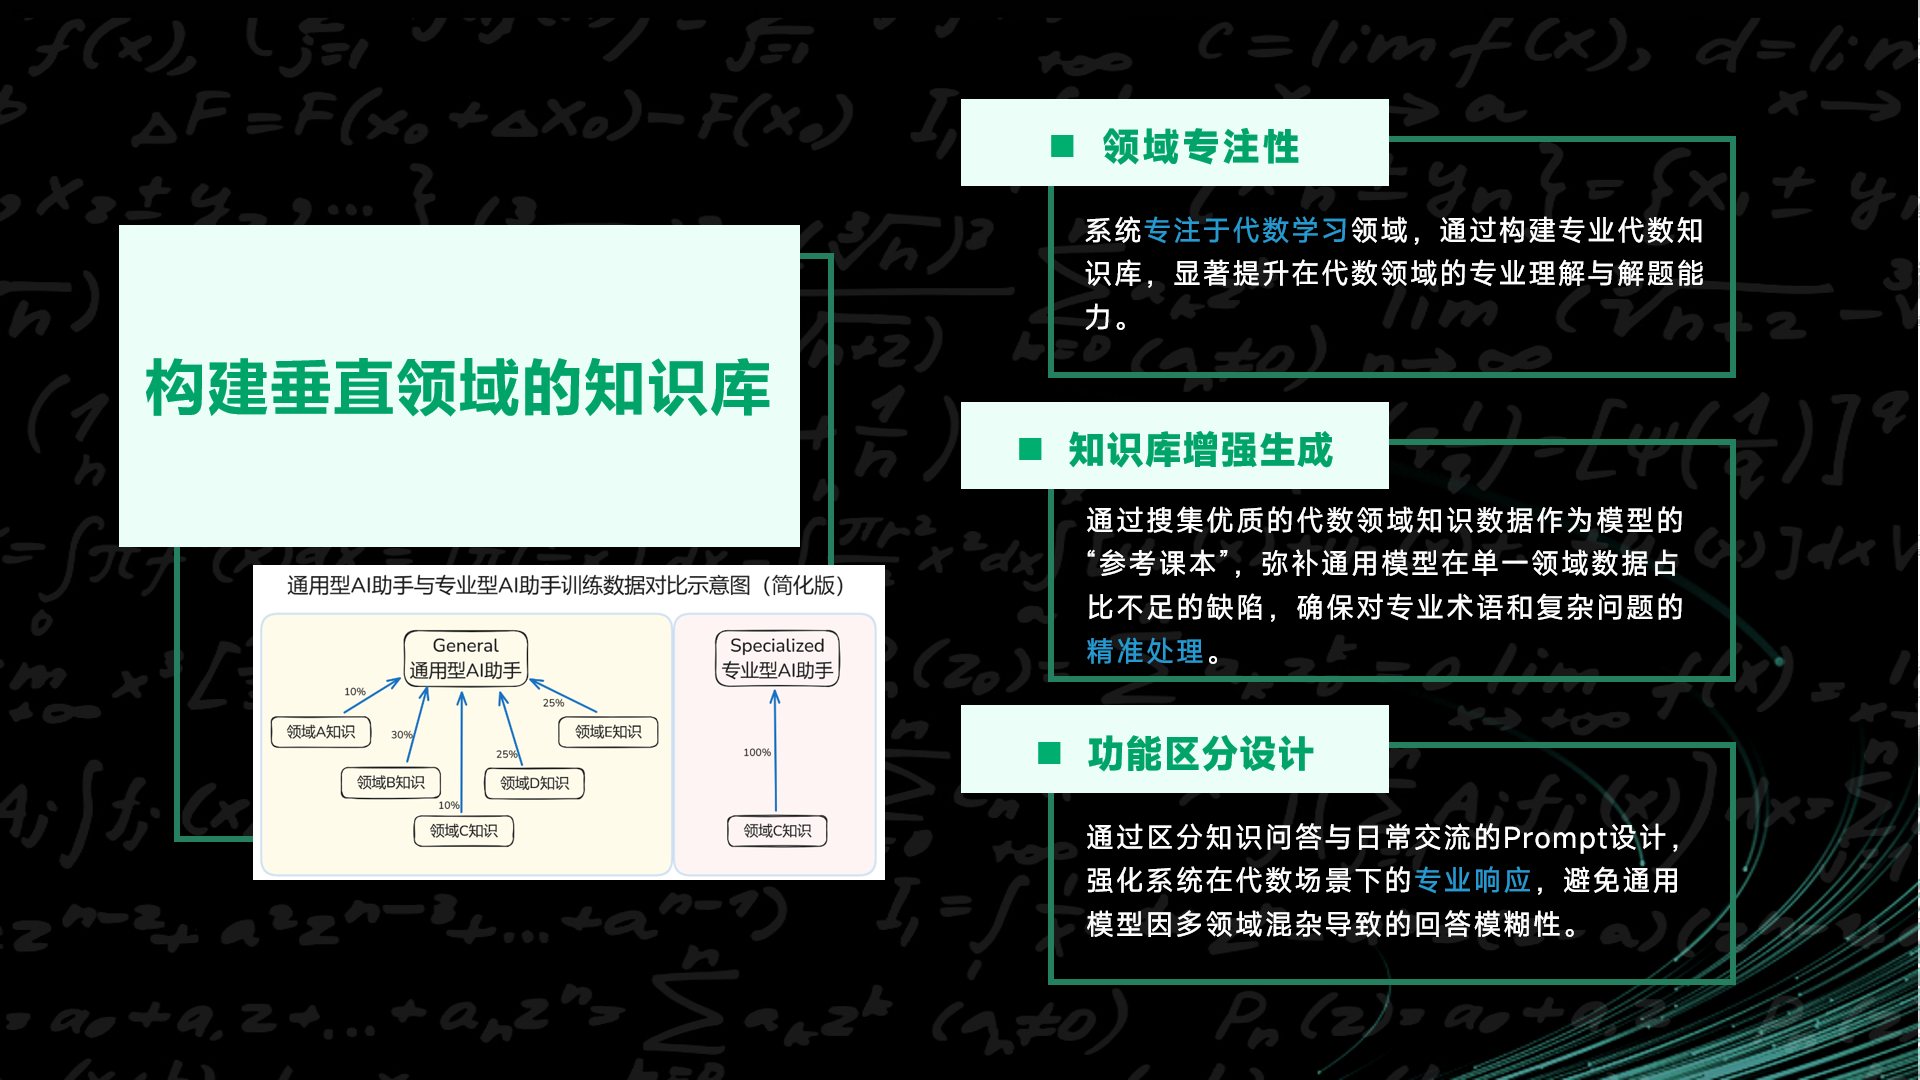 构建垂直领域的知识库
通用型AI助手与专业型AI助手训练数据对比示意图（简化版）
General
通用型AI助手
10%
30%
10%
25%
25%
领域A知识
领域B知识
领域C知识
领域D知识
领域E知识
Specialized
专业型AI助手
100%
领域C知识
领域专注性
系统专注于代数学习领域，通过构建专业代数知
识库，显著提升在代数领域的专业理解与解题能
力。
知识库增强生成
通过搜集优质的代数领域知识数据作为模型的
“参考课本”，弥补通用模型在单一领域数据占
比不足的缺陷，确保对专业术语和复杂问题的
精准处理。
功能区分设计
通过区分知识问答与日常交流的Prompt设计，
强化系统在代数场景下的专业响应，避免通用
模型因多领域混杂导致的回答模糊性。